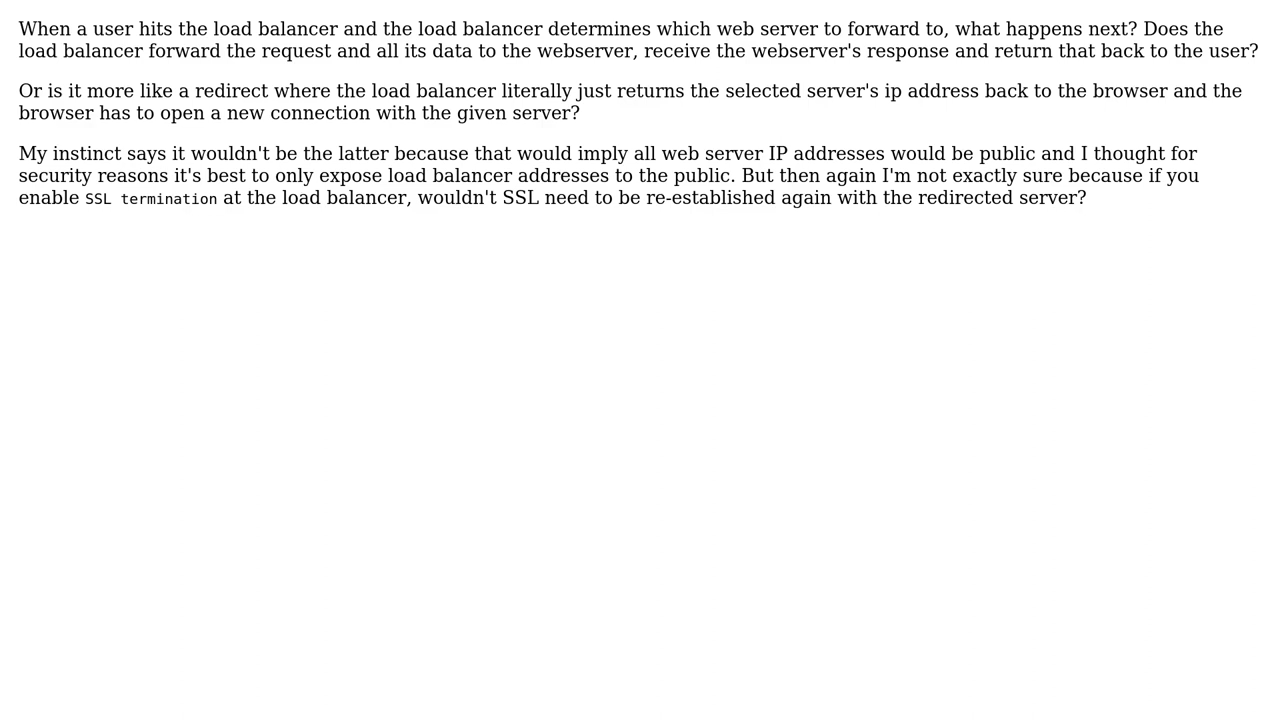 When a user hits the load balancer and the load balancer determines which web server to forward to, what happens next? Does the
load balancer forward the request and all its data to the webserver, receive the webserver's response and return that back to the user?
Or is it more like a redirect where the load balancer literally just returns the selected server's ip address back to the browser and the
browser has to open a new connection with the given server?
My instinct says it wouldn't be the latter because that would imply all web server IP addresses would be public and I thought for
security reasons it's best to only expose load balancer addresses to the public. But then again I'm not exactly sure because if you
enable SSL termination at the load balancer, wouldn't SSL need to be re-established again with the redirected server?